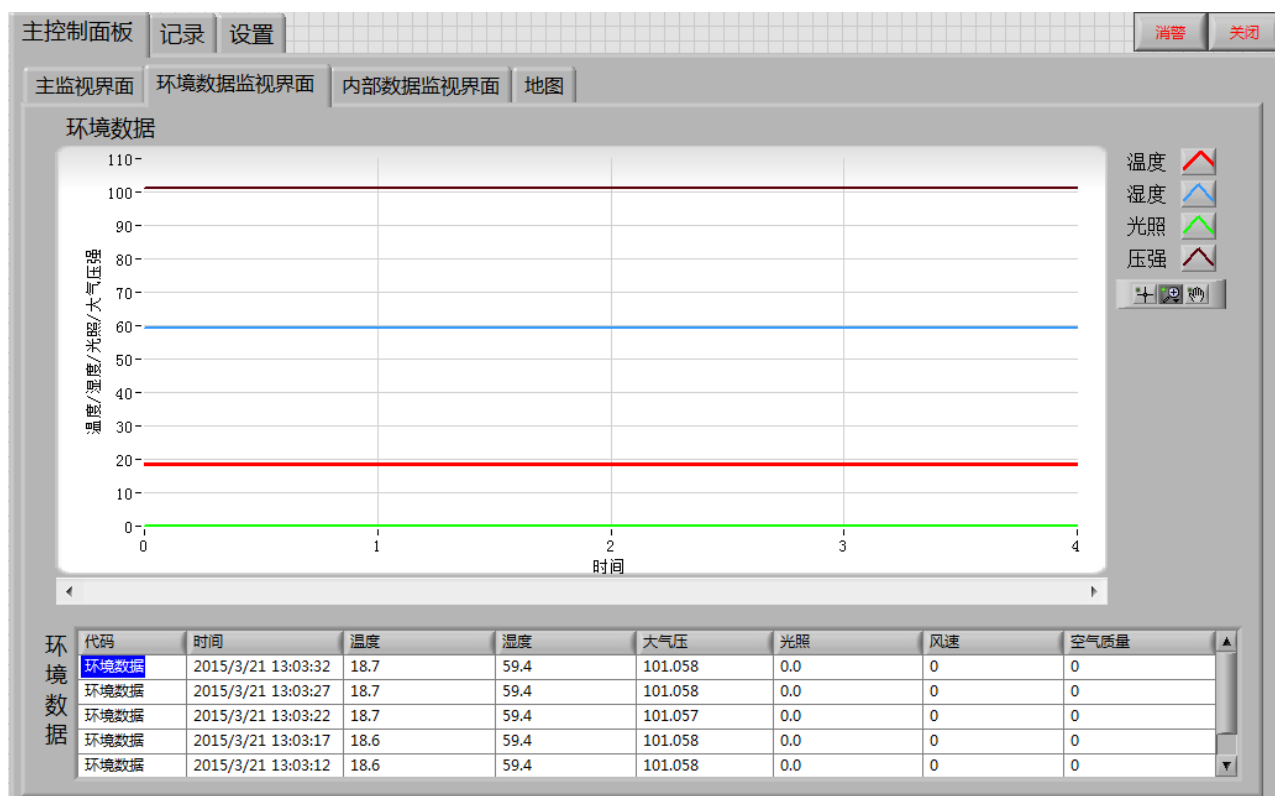 主控制面板 记录 设置 消警 关闭
主监视界面 环境数据监视界面 内部数据监视界面 地图
环境数据
温度
湿度
光照
压强
温度/湿度/光照/大气压强
110
100
90
80
70
60
50
40
30
20
10
0
0 1 2 3 4
时间
环境数据
代码 时间 温度 湿度 大气压 光照 风速 空气质量
环境数据 2015/3/21 13:03:32 18.7 59.4 101.058 0.0 0 0
环境数据 2015/3/21 13:03:27 18.7 59.4 101.058 0.0 0 0
环境数据 2015/3/21 13:03:22 18.7 59.4 101.057 0.0 0 0
环境数据 2015/3/21 13:03:17 18.6 59.4 101.058 0.0 0 0
环境数据 2015/3/21 13:03:12 18.6 59.4 101.058 0.0 0 0